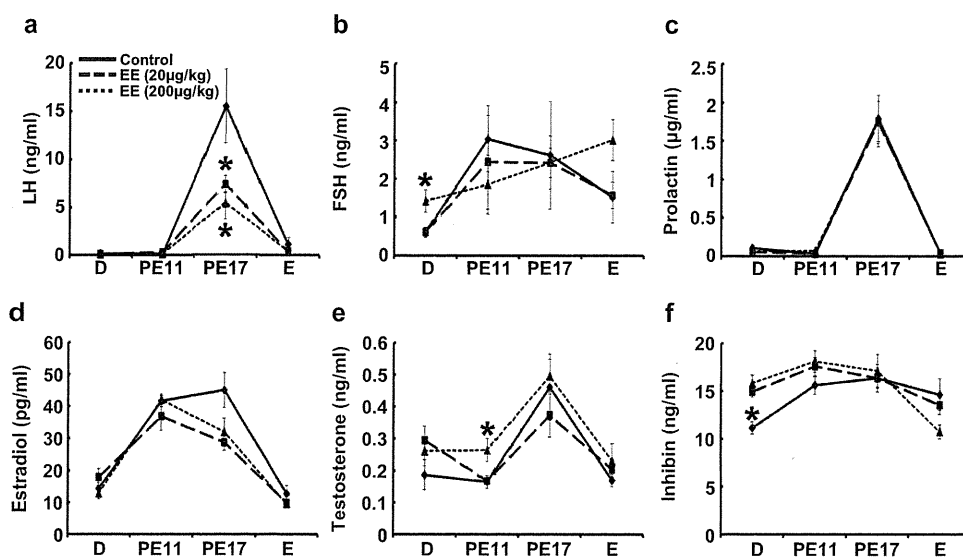 a
LH (ng/ml)
20
15
10
5
0
Control
EE (20µg/kg)
EE (200µg/kg)
*
*
D PE11 PE17 E
b
FSH (ng/ml)
5
4
3
2
1
0
*
D PE11 PE17 E
c
Prolactin (µg/ml)
2.5
2
1.5
1
0.5
0
D PE11 PE17 E
d
Estradiol (pg/ml)
60
50
40
30
20
10
0
D PE11 PE17 E
e
Testosterone (ng/ml)
0.6
0.5
0.4
0.3
0.2
0.1
0
*
D PE11 PE17 E
f
Inhibin (ng/ml)
20
15
10
5
0
*
D PE11 PE17 E